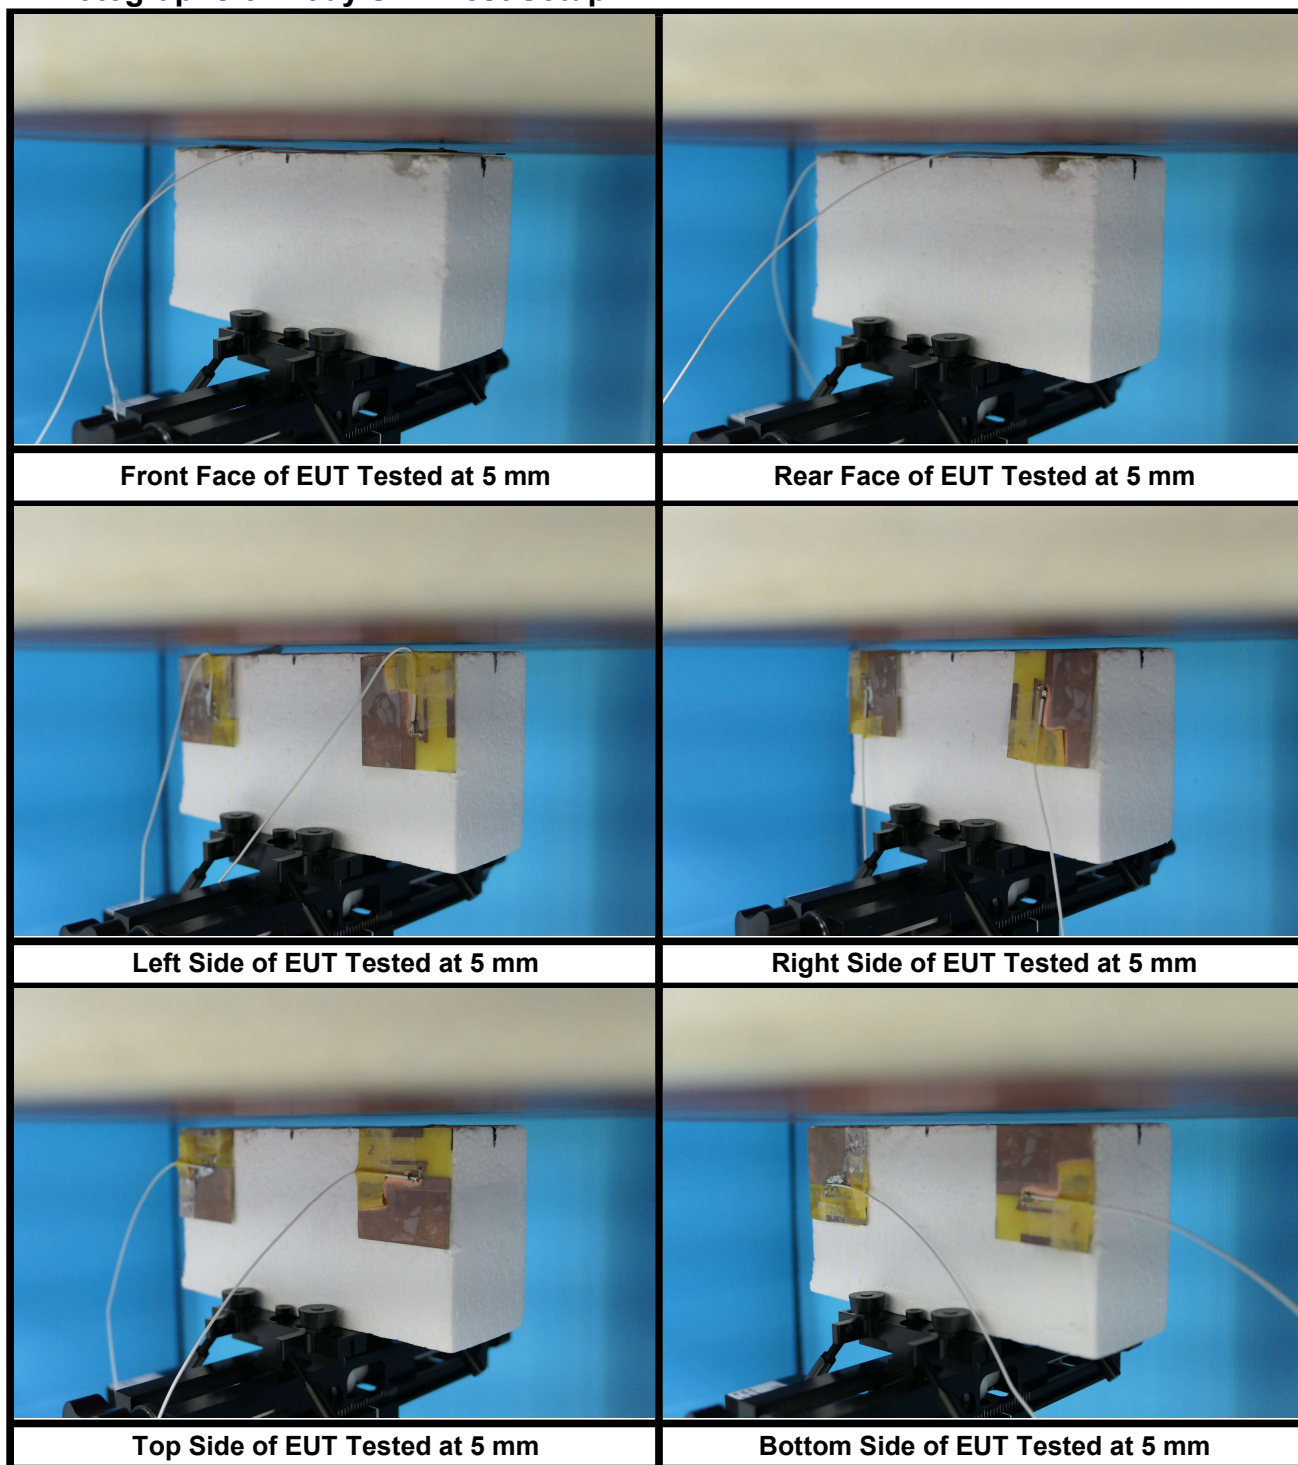 Front Face of EUT Tested at 5 mm
Rear Face of EUT Tested at 5 mm
Left Side of EUT Tested at 5 mm
Right Side of EUT Tested at 5 mm
Top Side of EUT Tested at 5 mm
Bottom Side of EUT Tested at 5 mm